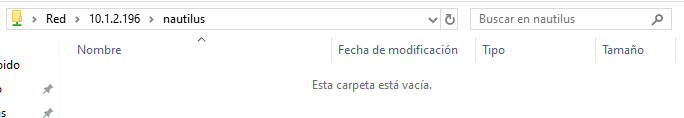 Red > 10.1.2.196 > nautilus
Buscar en nautilus
Nombre Fecha de modificación Tipo Tamaño
pido
o
Esta carpeta está vacía.
as